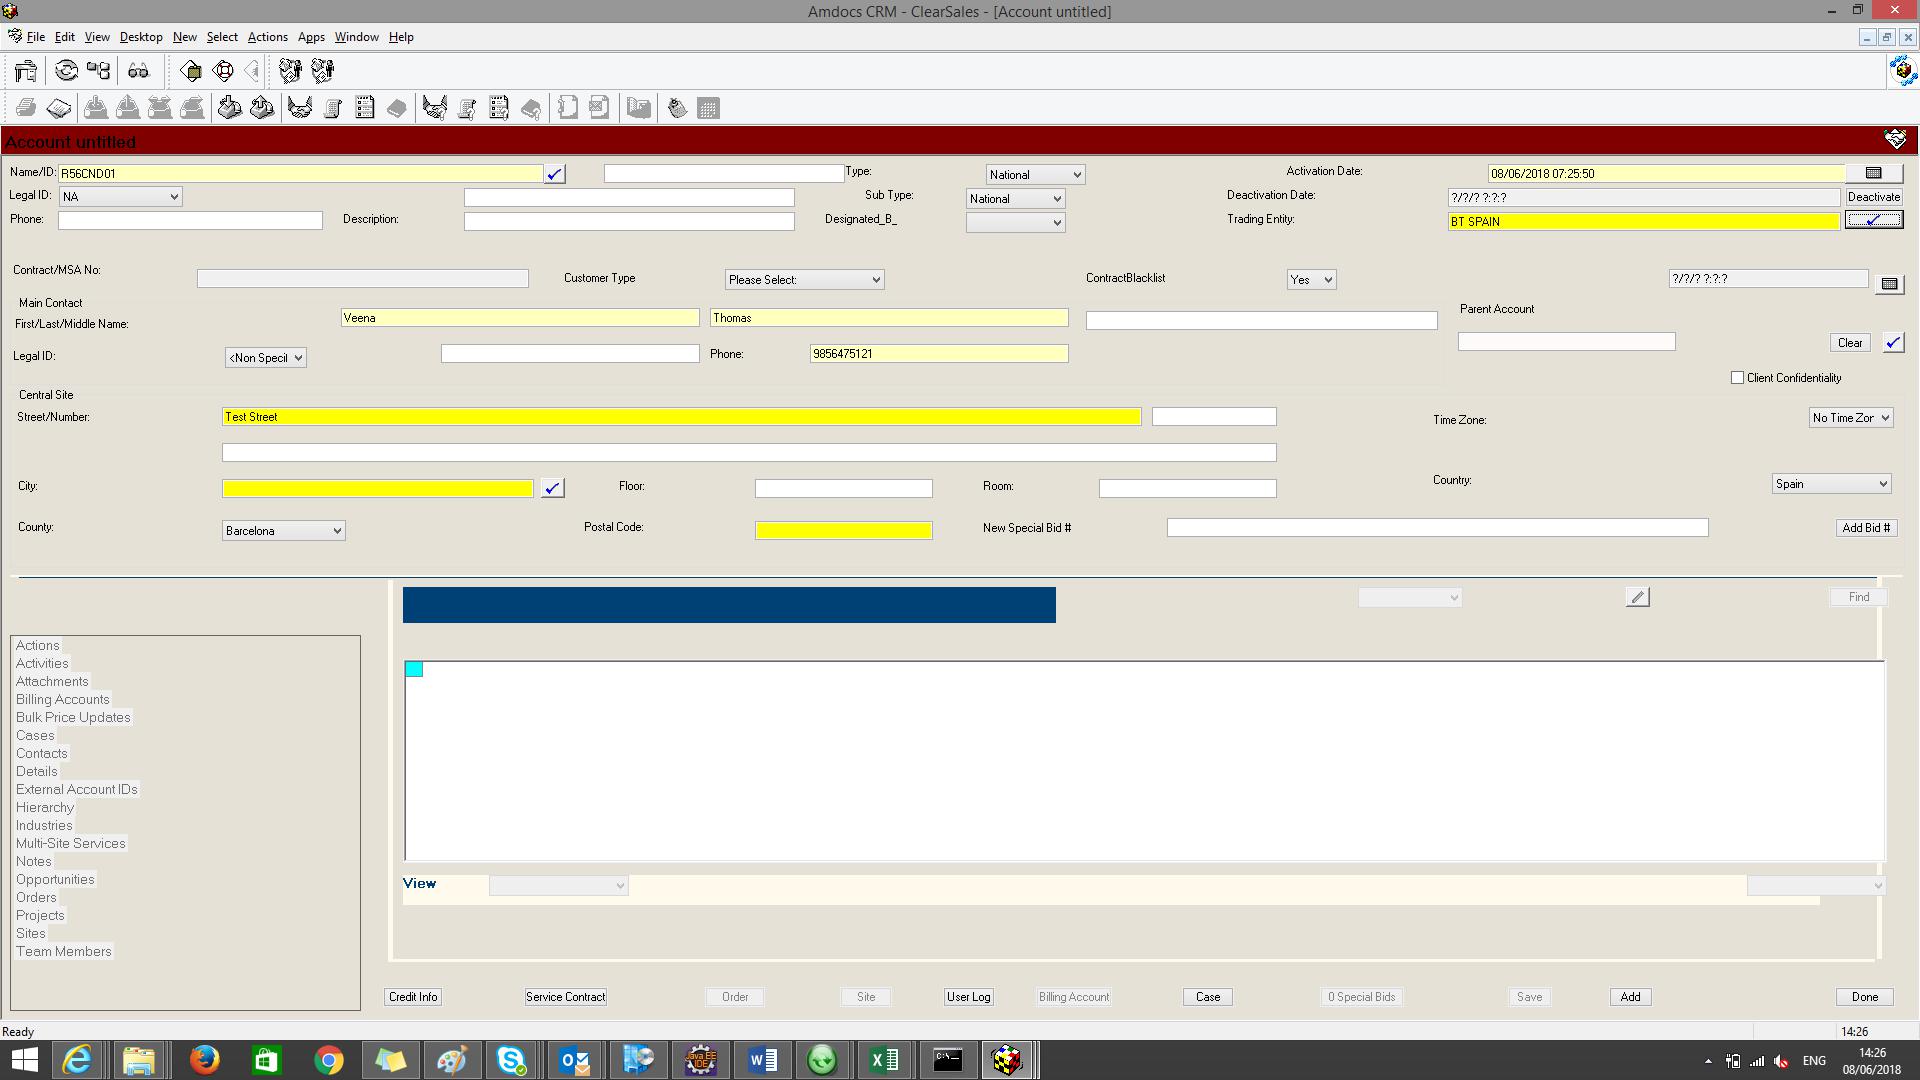 Amdocs CRM - ClearSales - [Account untitled]
File Edit View Desktop New Select Actions Apps Window Help
Account untitled
Name/ID: R56CND01 Type: National Activation Date: 08/06/2018 07:25:50
Legal ID: NA Sub Type: National Deactivation Date: ?/?/? ?:?:? Deactivate
Phone: Description: Designated_B_ Trading Entity: BT SPAIN
Contract/MSA No: Customer Type Please Select: ContractBlacklist Yes ?/?/? ?:?:?
Main Contact
First/Last/Middle Name: Veena Thomas Parent Account
Legal ID: <Non Specil Phone: 9856475121 Clear
Client Confidentiality
Central Site
Street/Number: Test Street Time Zone: No Time Zor
City: Floor: Room: Country: Spain
County: Barcelona Postal Code: New Special Bid # Add Bid #
Find
Actions
Activities
Attachments
Billing Accounts
Bulk Price Updates
Cases
Contacts
Details
External Account IDs
Hierarchy
Industries
Multi-Site Services
Notes
Opportunities
Orders
Projects
Sites
Team Members
View
Credit Info Service Contract Order Site User Log Billing Account Case 0 Special Bids Save Add Done
Ready 14:26
Java EE
IDE
ENG
14:26
08/06/2018